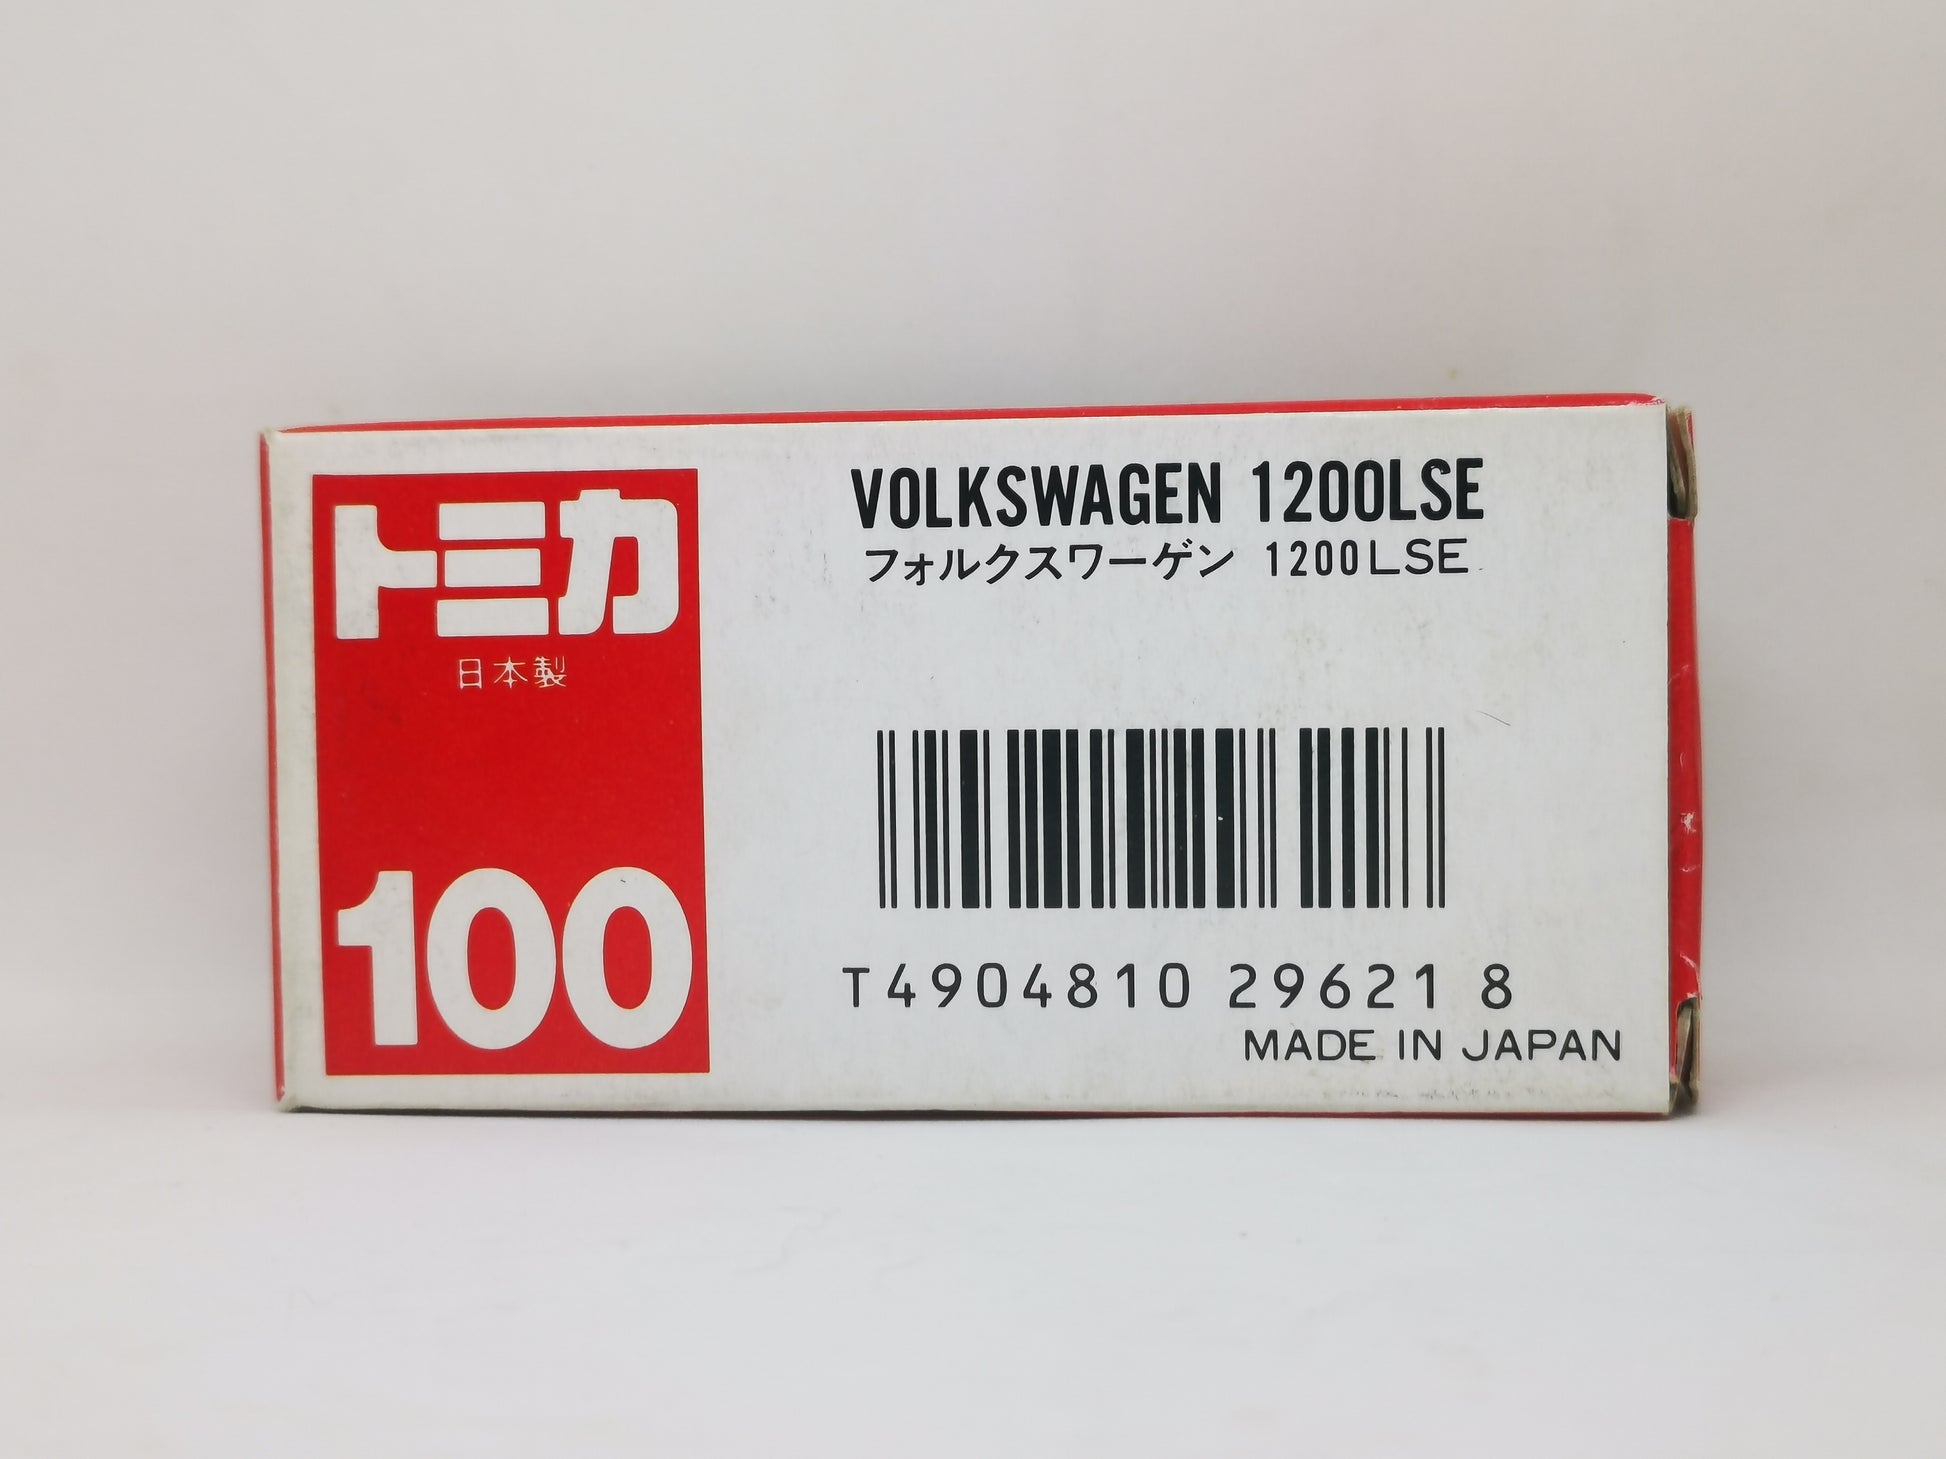 トミカ
日本製
100
VOLKSWAGEN 1200LSE
フォルクスワーゲン 1200LSE
T4904810 29621 8
MADE IN JAPAN